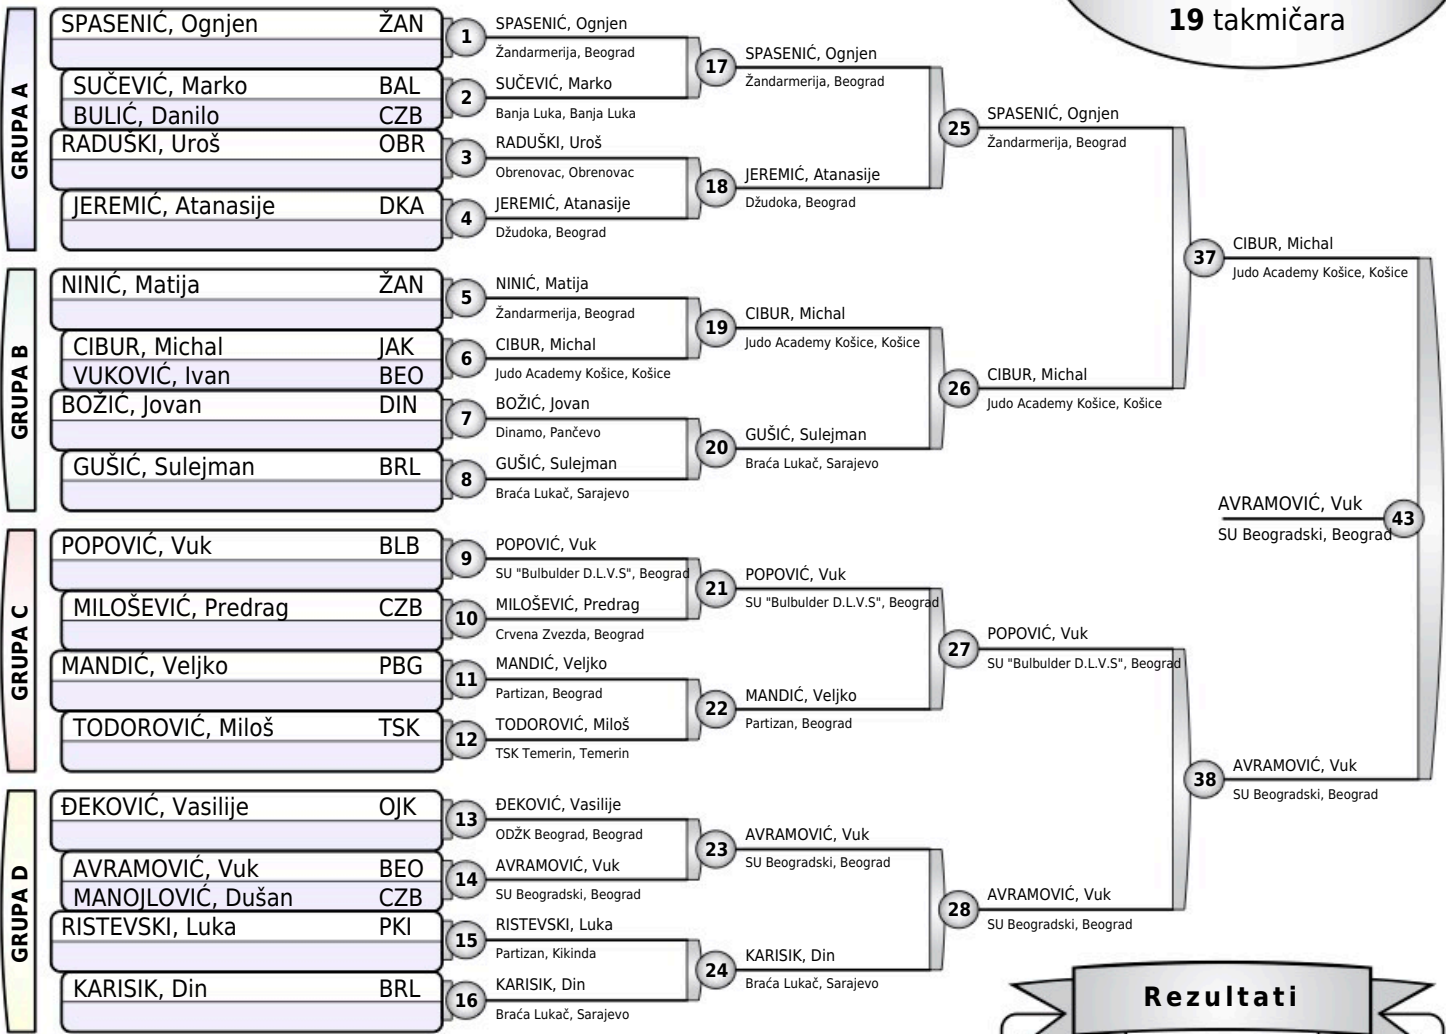 19 takmičara
GRUPA A
SPASENIĆ, Ognjen ŽAN
SUČEVIĆ, Marko BAL
BULIĆ, Danilo CZB
RADUŠKI, Uroš OBR
JEREMIĆ, Atanasije DKA
GRUPA B
NINIĆ, Matija ŽAN
CIBUR, Michal JAK
VUKOVIĆ, Ivan BEO
BOŽIĆ, Jovan DIN
GUŠIĆ, Sulejman BRL
GRUPA C
POPOVIĆ, Vuk BLB
MILOŠEVIĆ, Predrag CZB
MANDIĆ, Veljko PBG
TODOROVIĆ, Miloš TSK
GRUPA D
ĐEKOVIĆ, Vasilije OJK
AVRAMOVIĆ, Vuk BEO
MANOJLOVIĆ, Dušan CZB
RISTEVSKI, Luka PKI
KARISIK, Din BRL
1
SPASENIĆ, Ognjen
Žandarmerija, Beograd
2
SUČEVIĆ, Marko
Banja Luka, Banja Luka
3
RADUŠKI, Uroš
Obrenovac, Obrenovac
4
JEREMIĆ, Atanasije
Džudoka, Beograd
5
NINIĆ, Matija
Žandarmerija, Beograd
6
CIBUR, Michal
Judo Academy Košice, Košice
7
BOŽIĆ, Jovan
Dinamo, Pančevo
8
GUŠIĆ, Sulejman
Braća Lukač, Sarajevo
9
POPOVIĆ, Vuk
SU "Bulbulder D.L.V.S", Beograd
10
MILOŠEVIĆ, Predrag
Crvena Zvezda, Beograd
11
MANDIĆ, Veljko
Partizan, Beograd
12
TODOROVIĆ, Miloš
TSK Temerin, Temerin
13
ĐEKOVIĆ, Vasilije
ODŽK Beograd, Beograd
14
AVRAMOVIĆ, Vuk
SU Beogradski, Beograd
15
RISTEVSKI, Luka
Partizan, Kikinda
16
KARISIK, Din
Braća Lukač, Sarajevo
17
SPASENIĆ, Ognjen
Žandarmerija, Beograd
18
JEREMIĆ, Atanasije
Džudoka, Beograd
19
CIBUR, Michal
Judo Academy Košice, Košice
20
GUŠIĆ, Sulejman
Braća Lukač, Sarajevo
21
POPOVIĆ, Vuk
SU "Bulbulder D.L.V.S", Beograd
22
MANDIĆ, Veljko
Partizan, Beograd
23
AVRAMOVIĆ, Vuk
SU Beogradski, Beograd
24
KARISIK, Din
Braća Lukač, Sarajevo
25
SPASENIĆ, Ognjen
Žandarmerija, Beograd
26
CIBUR, Michal
Judo Academy Košice, Košice
27
POPOVIĆ, Vuk
SU "Bulbulder D.L.V.S", Beograd
28
AVRAMOVIĆ, Vuk
SU Beogradski, Beograd
37
CIBUR, Michal
Judo Academy Košice, Košice
38
AVRAMOVIĆ, Vuk
SU Beogradski, Beograd
AVRAMOVIĆ, Vuk
43
SU Beogradski, Beograd
Rezultati